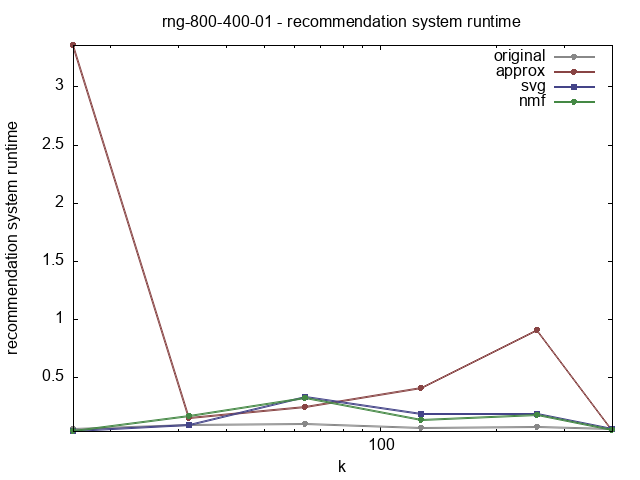 rng-800-400-01 - recommendation system runtime
original
approx
svg
nmf
recommendation system runtime
3
2.5
2
1.5
1
0.5
100
k